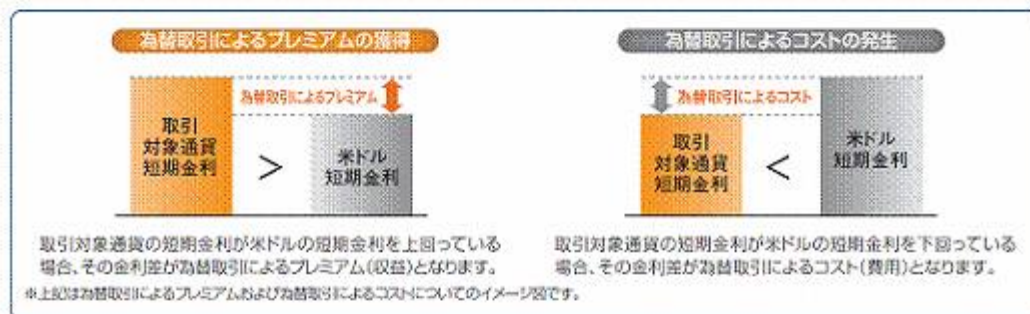 為替取引によるプレミアムの獲得
為替取引によるプレミアム
取引
対象通貨
短期金利
>
米ドル
短期金利
取引対象通貨の短期金利が米ドルの短期金利を上回っている
場合、その金利差が為替取引によるプレミアム(収益)となります。
為替取引によるコストの発生
為替取引によるコスト
取引
対象通貨
短期金利
<
米ドル
短期金利
取引対象通貨の短期金利が米ドルの短期金利を下回っている
場合、その金利差が為替取引によるコスト(費用)となります。
※上記は為替取引によるプレミアムおよび為替取引によるコストについてのイメージ図です。